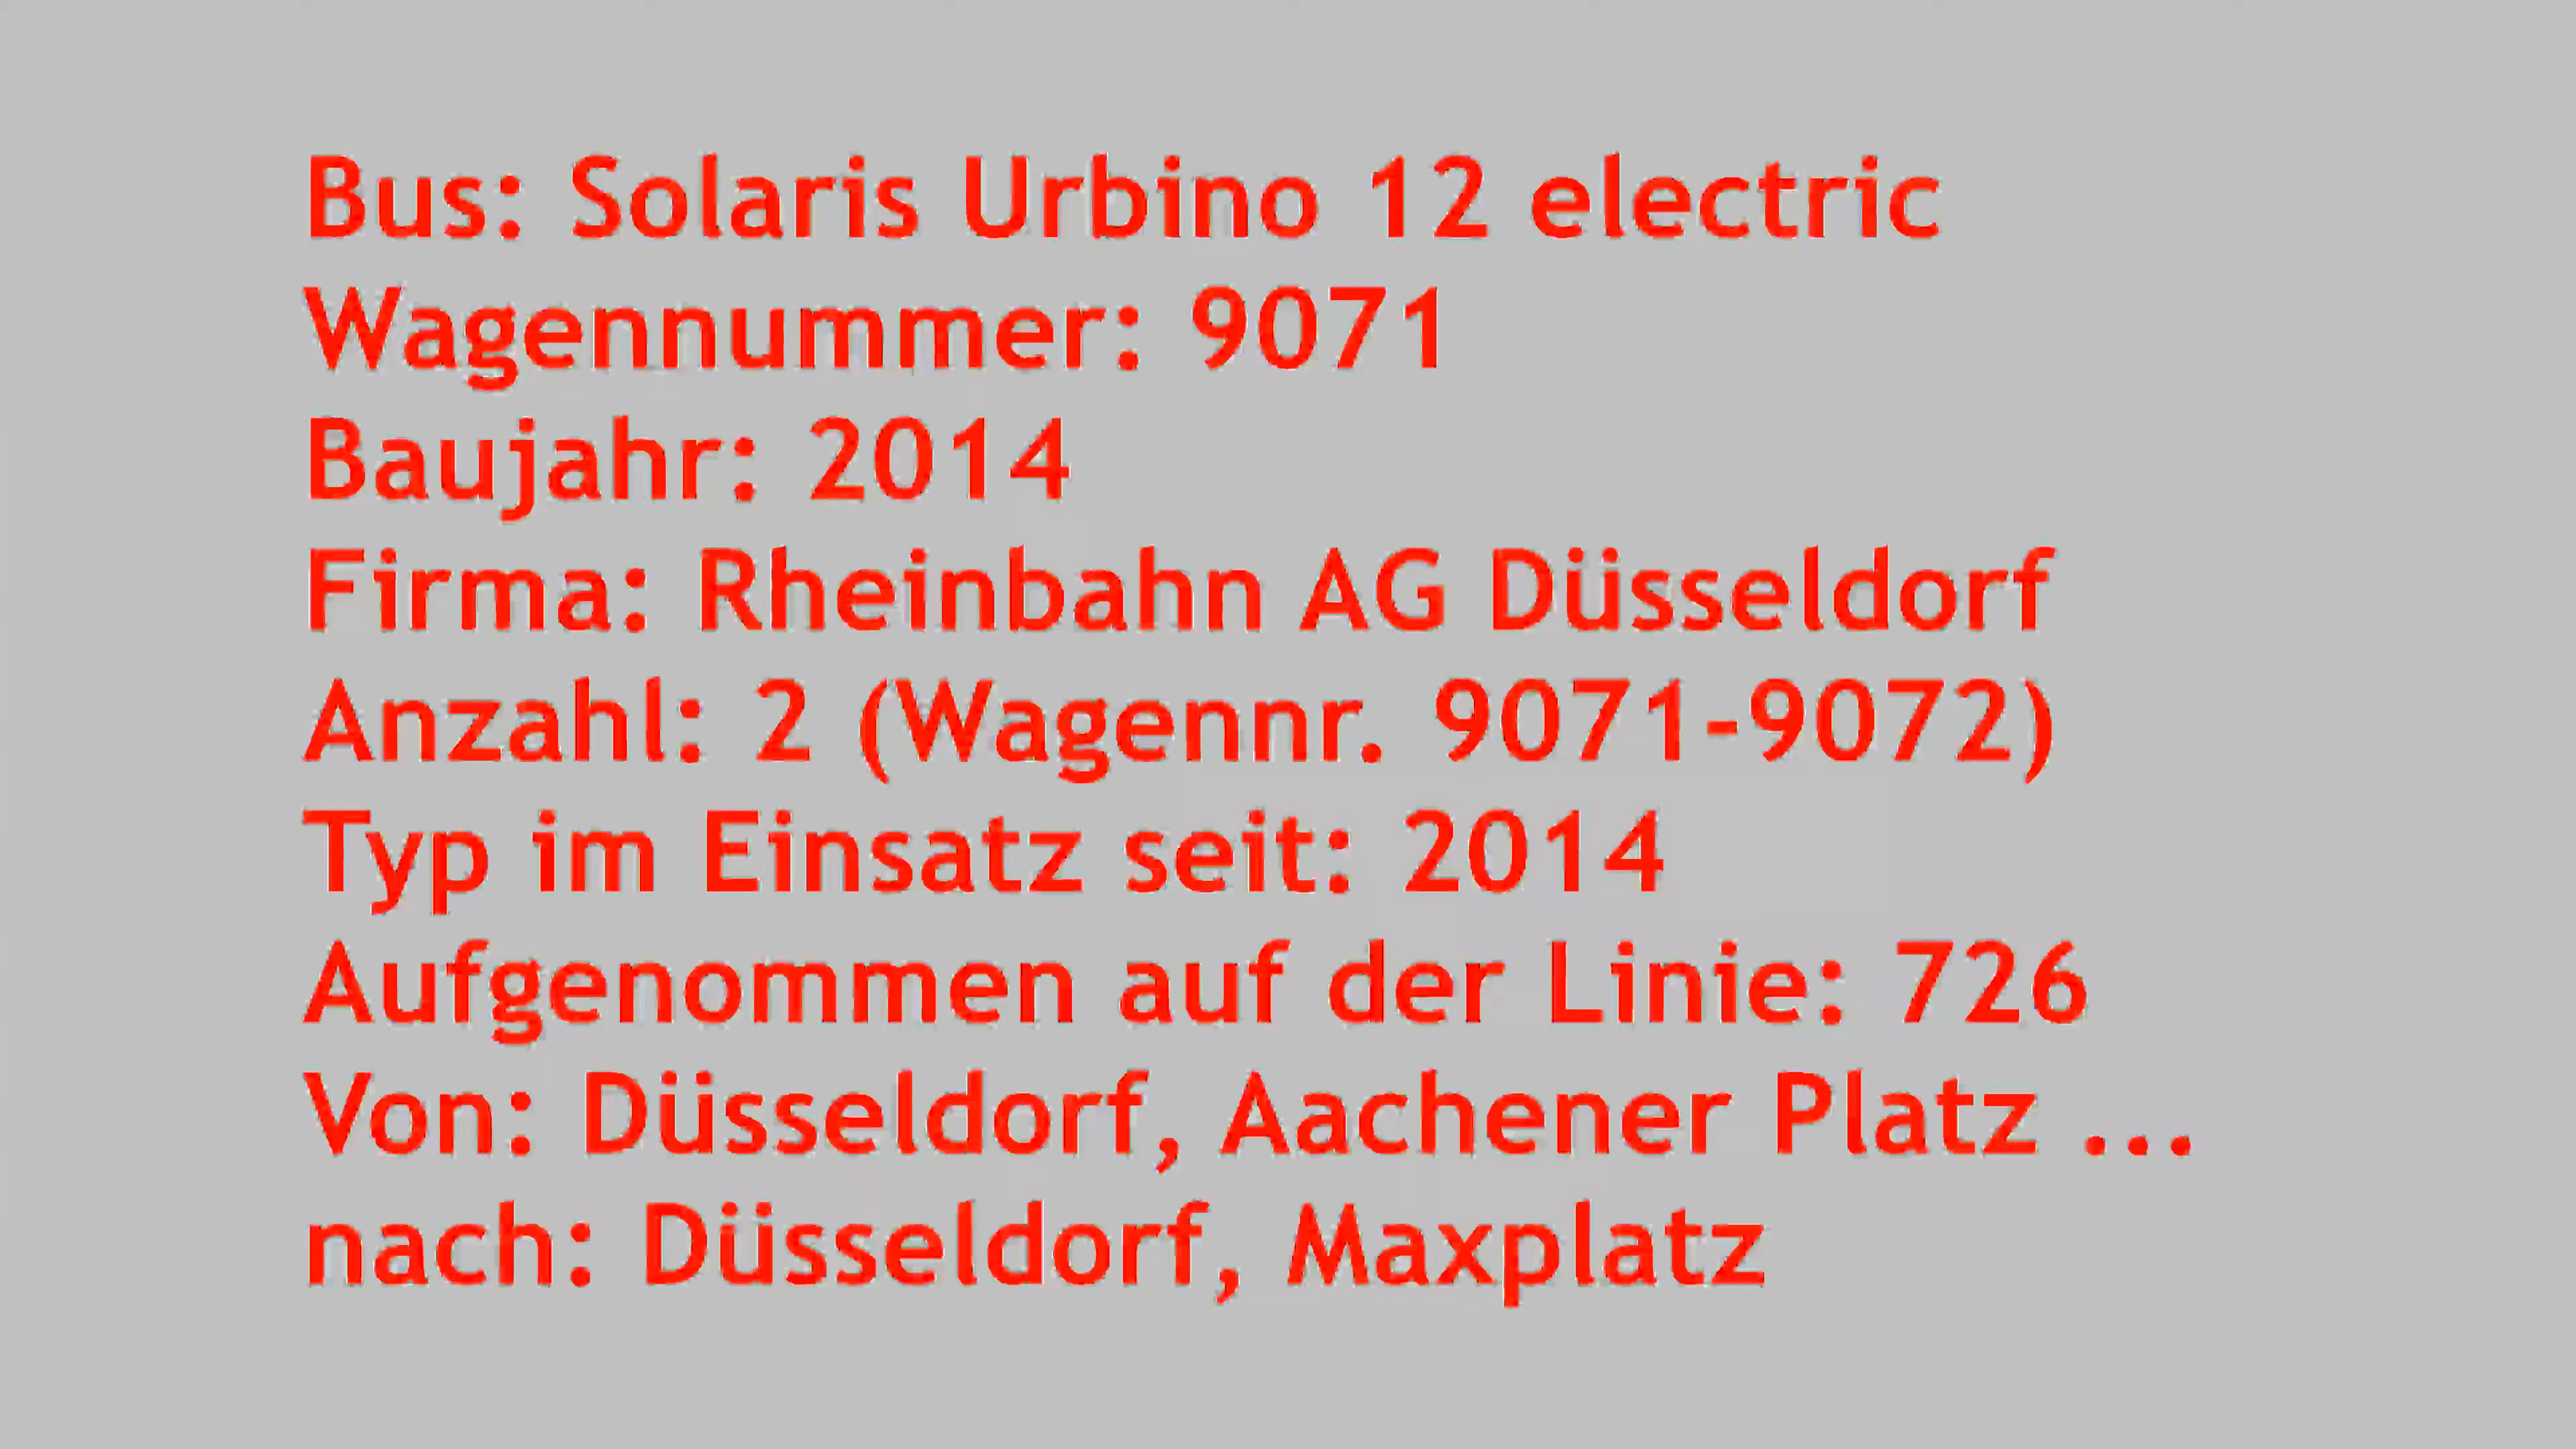 Bus: Solaris Urbino 12 electric
Wagennummer: 9071
Baujahr: 2014
Firma: Rheinbahn AG Düsseldorf
Anzahl: 2 (Wagennr. 9071-9072)
Typ im Einsatz seit: 2014
Aufgenommen auf der Linie: 726
Von: Düsseldorf, Aachener Platz ...
nach: Düsseldorf, Maxplatz